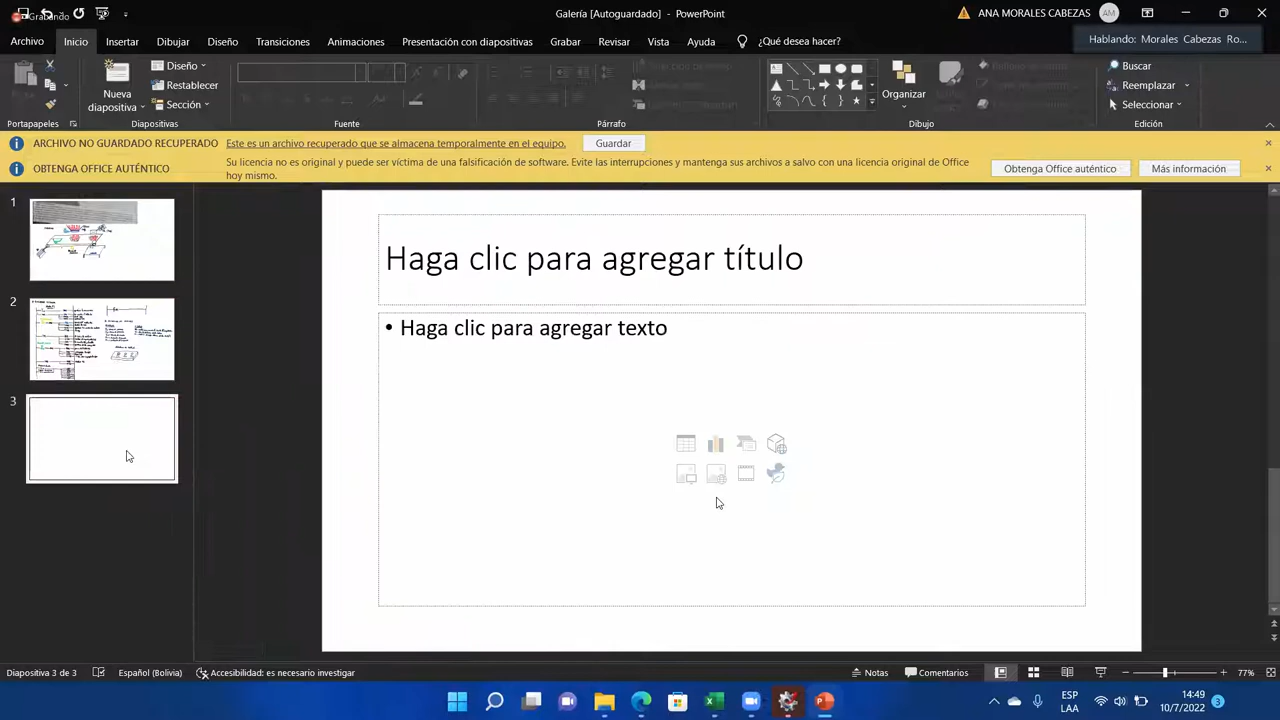 Grabando
Galería [Autoguardado] - PowerPoint
ANA MORALES CABEZAS
AM
Archivo
Inicio
Insertar
Dibujar
Diseño
Transiciones
Animaciones
Presentación con diapositivas
Grabar
Revisar
Vista
Ayuda
¿Qué desea hacer?
Hablando: Morales Cabezas Ro...
Nueva
diapositiva
Diseño
Restablecer
Sección
Organizar
Buscar
Reemplazar
Seleccionar
Portapapeles
Diapositivas
Fuente
Párrafo
Dibujo
Edición
ARCHIVO NO GUARDADO RECUPERADO
Este es un archivo recuperado que se almacena temporalmente en el equipo.
Guardar
OBTENGA OFFICE AUTÉNTICO
Su licencia no es original y puede ser víctima de una falsificación de software. Evite las interrupciones y mantenga sus archivos a salvo con una licencia original de Office
hoy mismo.
Obtenga Office auténtico
Más información
1
2
3
Haga clic para agregar título
• Haga clic para agregar texto
Diapositiva 3 de 3
Español (Bolivia)
Accesibilidad: es necesario investigar
Notas
Comentarios
77%
ESP
LAA
14:49
10/7/2022
3